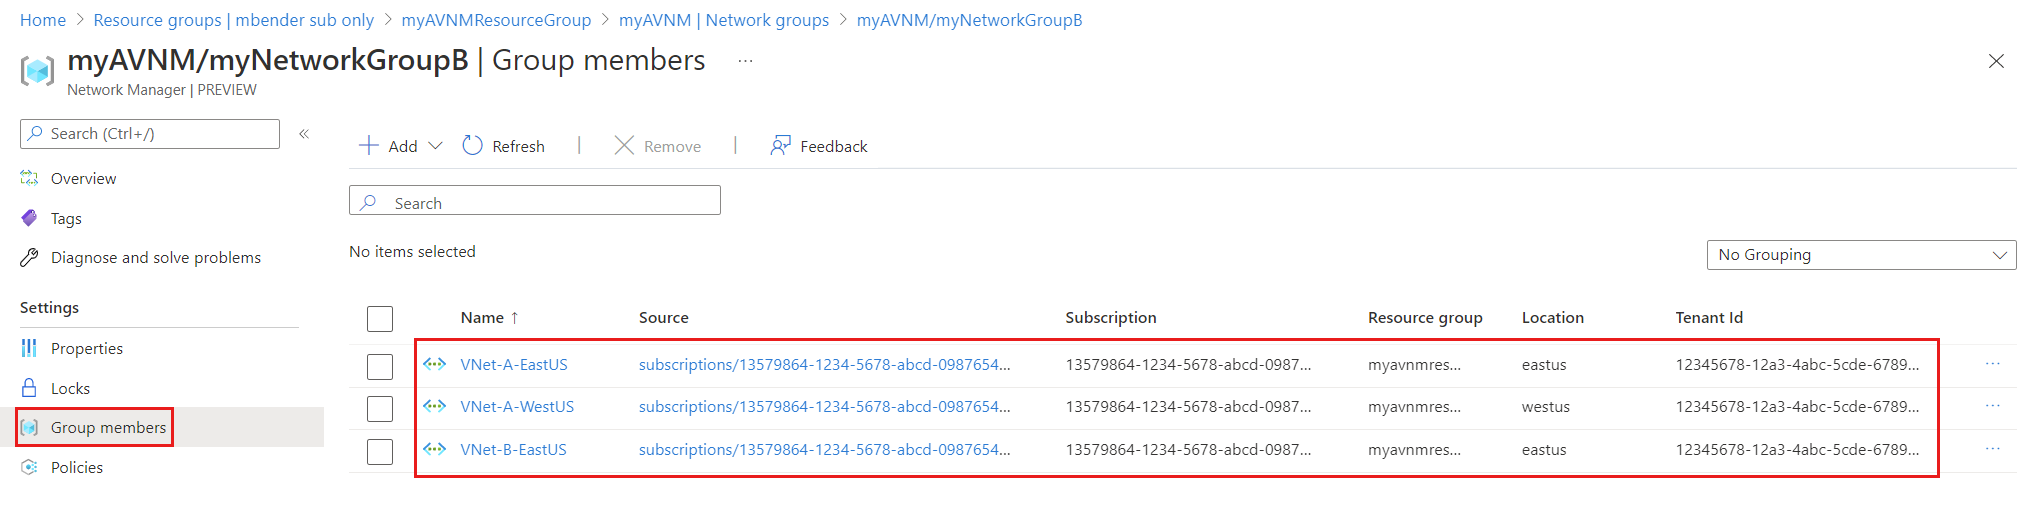 Home > Resource groups | mbender sub only > myAVNMResourceGroup > myAVNM | Network groups > myAVNM/myNetworkGroupB
myAVNM/myNetworkGroupB | Group members ...
Network Manager | PREVIEW
Search (Ctrl+/) «
Add Refresh | Remove | Feedback
Overview
Tags
Diagnose and solve problems
Settings
Properties
Locks
Group members
Policies
Search
No items selected
No Grouping
Name ↑ Source Subscription Resource group Location Tenant Id
VNet-A-EastUS subscriptions/13579864-1234-5678-abcd-0987654... 13579864-1234-5678-abcd-0987... myavnmres... eastus 12345678-12a3-4abc-5cde-6789... ...
VNet-A-WestUS subscriptions/13579864-1234-5678-abcd-0987654... 13579864-1234-5678-abcd-0987... myavnmres... westus 12345678-12a3-4abc-5cde-6789... ...
VNet-B-EastUS subscriptions/13579864-1234-5678-abcd-0987654... 13579864-1234-5678-abcd-0987... myavnmres... eastus 12345678-12a3-4abc-5cde-6789... ...